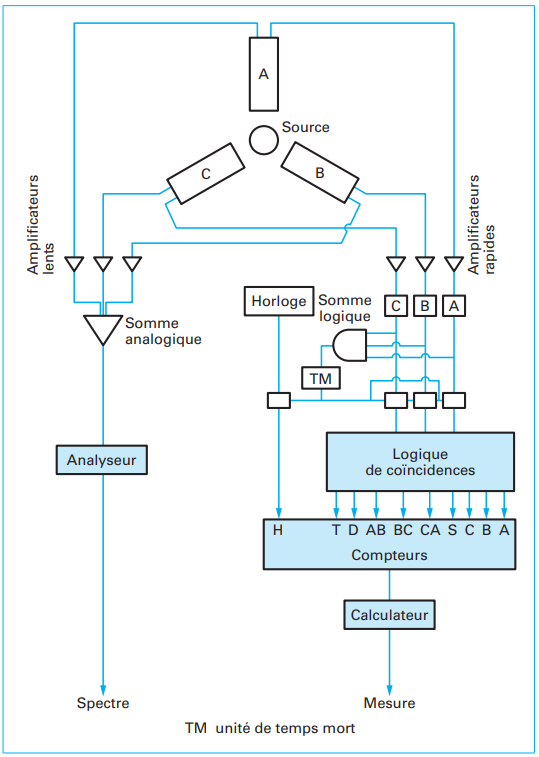 A
Source
C
B
Amplificateurs
lents
Amplificateurs
rapides
Somme
analogique
Horloge
Somme
logique
C B A
TM
Analyseur
Logique
de coïncidences
H T D AB BC CA S C B A
Compteurs
Calculateur
Spectre
Mesure
TM unité de temps mort